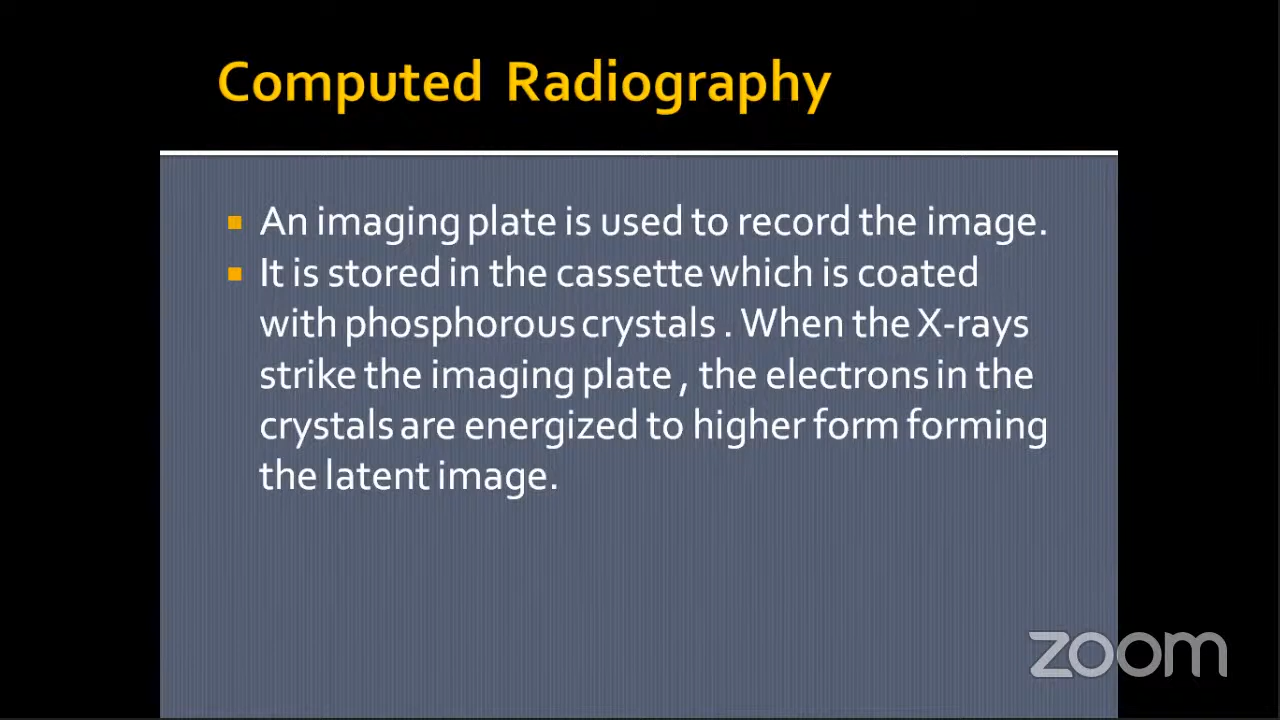 Computed Radiography
An imaging plate is used to record the image.
It is stored in the cassette which is coated
with phosphorous crystals . When the X-rays
strike the imaging plate , the electrons in the
crystals are energized to higher form forming
the latent image.
zoom